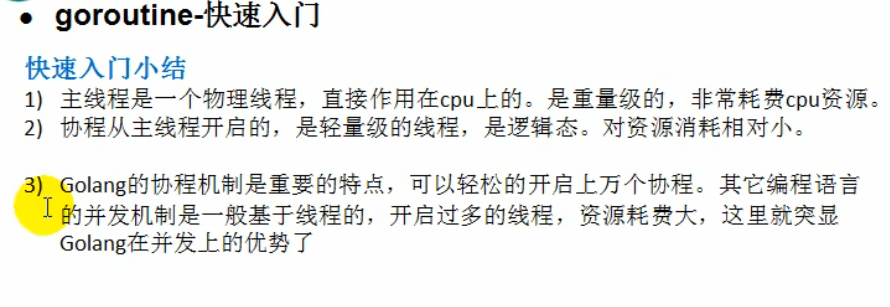 ● goroutine-快速入门
快速入门小结
1) 主线程是一个物理线程，直接作用在cpu上的。是重量级的，非常耗费cpu资源。
2) 协程从主线程开启的，是轻量级的线程，是逻辑态。对资源消耗相对小。
3) Golang的协程机制是重要的特点，可以轻松的开启上万个协程。其它编程语言
的并发机制是一般基于线程的，开启过多的线程，资源耗费大，这里就突显
Golang在并发上的优势了